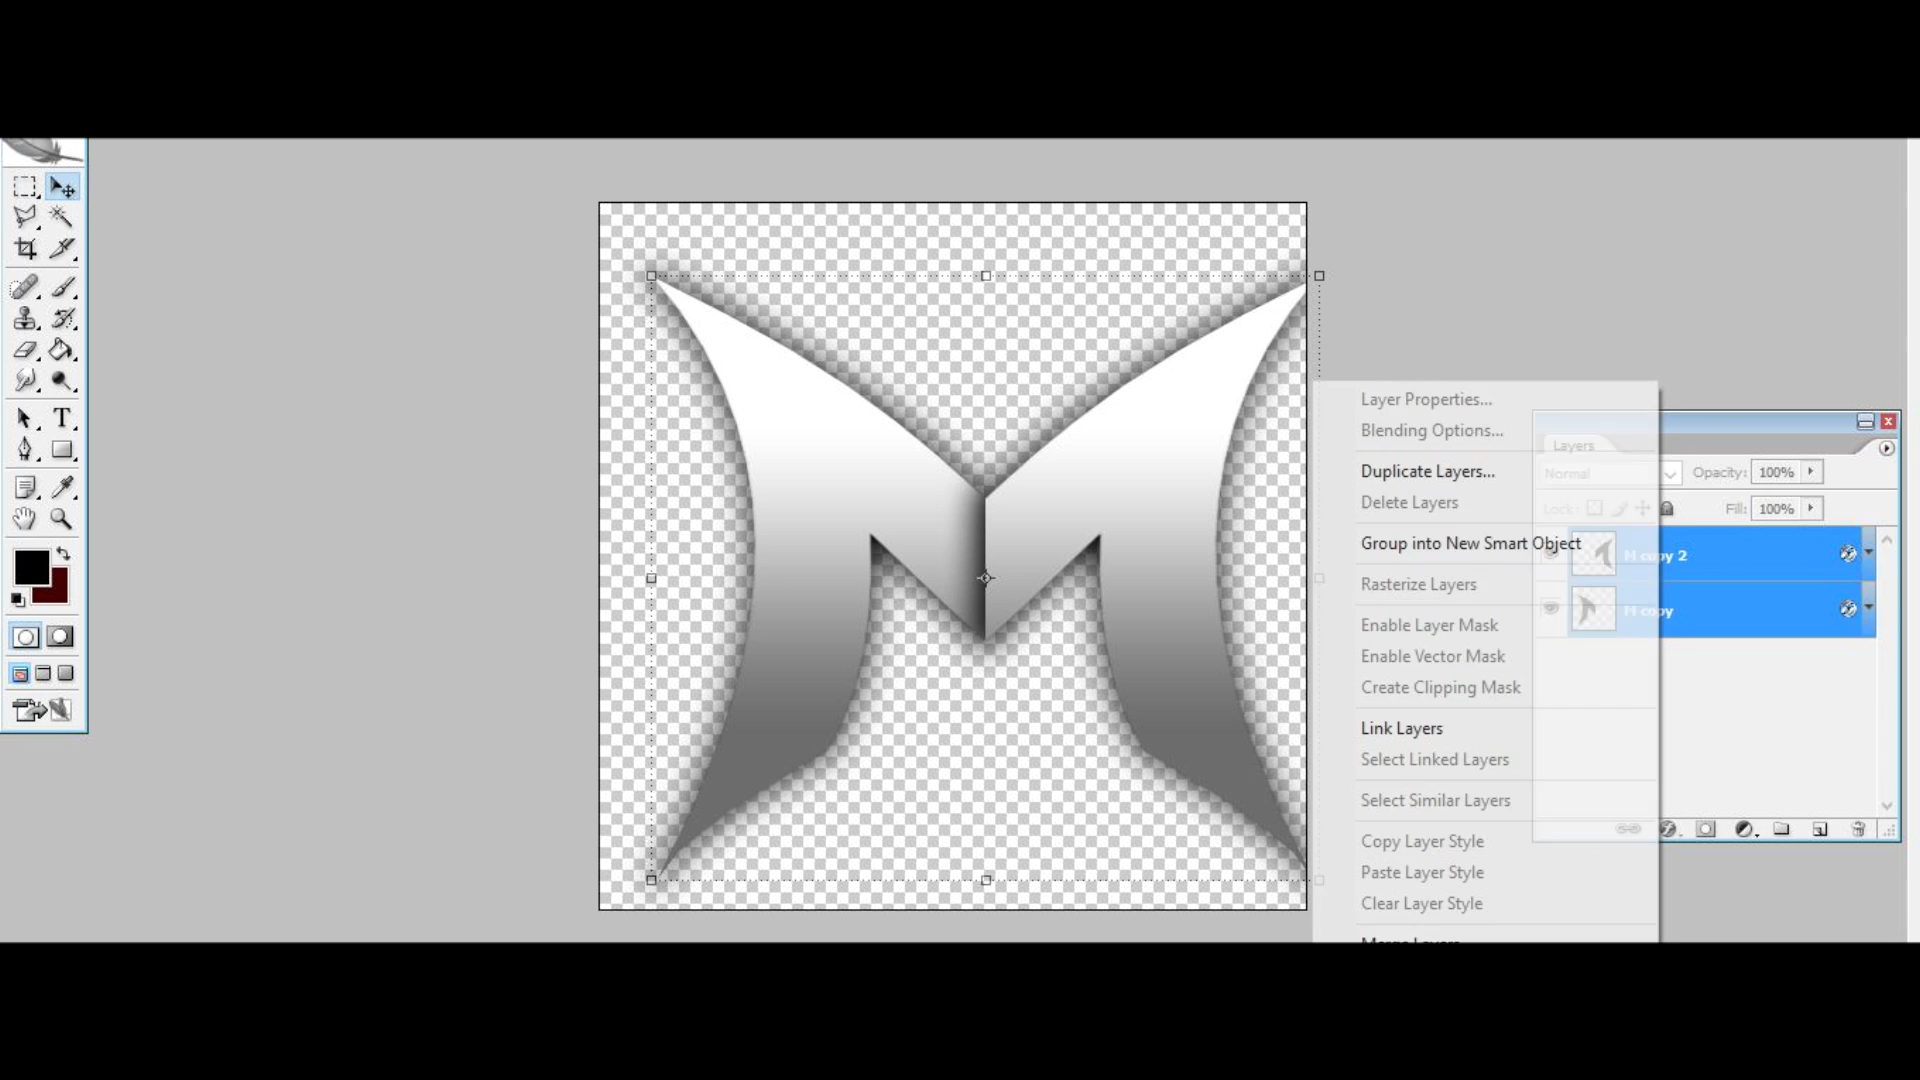 T
Layer Properties...
Blending Options...
Duplicate Layers...
Delete Layers
Group into New Smart Object
Rasterize Layers
Enable Layer Mask
Enable Vector Mask
Create Clipping Mask
Link Layers
Select Linked Layers
Select Similar Layers
Copy Layer Style
Paste Layer Style
Clear Layer Style
Merge Layers
Layers
Normal
Opacity: 100%
Lock:
Fill: 100%
M copy 2
M copy